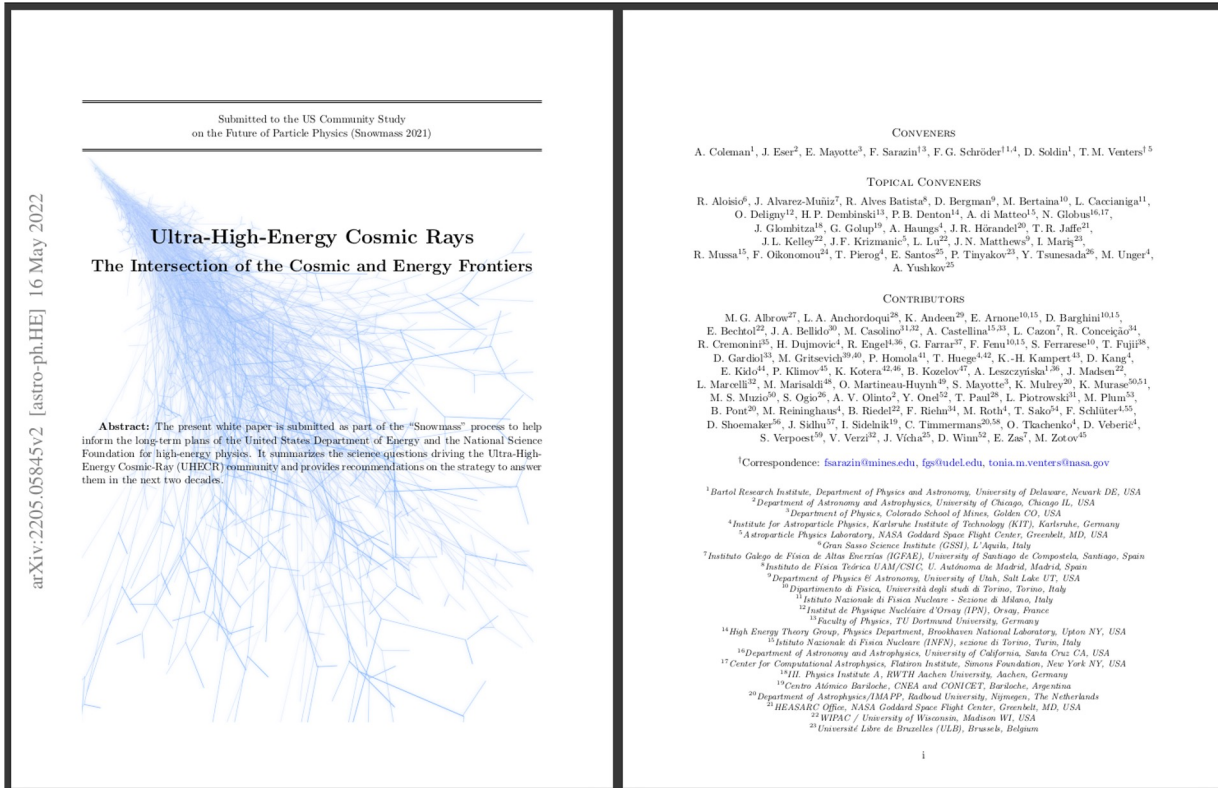 arXiv:2205.05845v2 [astro-ph.HE] 16 May 2022
Submitted to the US Community Study
on the Future of Particle Physics (Snowmass 2021)
Ultra-High-Energy Cosmic Rays
The Intersection of the Cosmic and Energy Frontiers
Abstract: The present white paper is submitted as part of the “Snowmass” process to help
inform the long-term plans of the United States Department of Energy and the National Science
Foundation for high-energy physics. It summarizes the science questions driving the Ultra-High-
Energy Cosmic-Ray (UHECR) community and provides recommendations on the strategy to answer
them in the next two decades.
Conveners
A. Coleman1, J. Eser2, E. Mayotte3, F. Sarazin†3, F. G. Schröder†1,4, D. Soldin1, T. M. Venters†5
Topical Conveners
R. Aloisio6, J. Alvarez-Muñiz7, R. Alves Batista8, D. Bergman9, M. Bertaina10, L. Caccianiga11,
O. Deligny12, H. P. Dembinski13, P. B. Denton14, A. di Matteo15, N. Globus16,17,
J. Glombitza18, G. Golup19, A. Haungs4, J. R. Hörandel20, T. R. Jaffe21,
J. L. Kelley22, J. F. Krizmanic5, L. Lu22, J. N. Matthews9, I. Mariş23,
R. Mussa15, F. Oikonomou24, T. Pierog4, E. Santos25, P. Tinyakov23, Y. Tsunesada26, M. Unger4,
A. Yushkov25
Contributors
M. G. Albrow27, L. A. Anchordoqui28, K. Andeen29, E. Arnone10,15, D. Barghini10,15,
E. Bechtol22, J. A. Bellido30, M. Casolino31,32, A. Castellina15,33, L. Cazon7, R. Conceição34,
R. Cremonini35, H. Dujmovic4, R. Engel4,36, G. Farrar37, F. Fenu10,15, S. Ferrarese10, T. Fujii38,
D. Gardiol33, M. Gritsevich39,40, P. Homola41, T. Huege4,42, K.-H. Kampert43, D. Kang4,
E. Kido44, P. Klimov45, K. Kotera42,46, B. Kozelov47, A. Leszczyńska1,36, J. Madsen22,
L. Marcelli32, M. Marisaldi48, O. Martineau-Huynh49, S. Mayotte3, K. Mulrey20, K. Murase50,51,
M. S. Muzio50, S. Ogio26, A. V. Olinto2, Y. Onel52, T. Paul28, L. Piotrowski31, M. Plum53,
B. Pont20, M. Reininghaus4, B. Riedel22, F. Riehn34, M. Roth4, T. Sako54, F. Schlüter4,55,
D. Shoemaker56, J. Sidhu57, I. Sidelnik19, C. Timmermans20,58, O. Tkachenko4, D. Veberič4,
S. Verpoest59, V. Verzi32, J. Vícha25, D. Winn52, E. Zas7, M. Zotov45
†Correspondence: fsarazin@mines.edu, fgs@udel.edu, tonia.m.venters@nasa.gov
1Bartol Research Institute, Department of Physics and Astronomy, University of Delaware, Newark DE, USA
2Department of Astronomy and Astrophysics, University of Chicago, Chicago IL, USA
3Department of Physics, Colorado School of Mines, Golden CO, USA
4Institute for Astroparticle Physics, Karlsruhe Institute of Technology (KIT), Karlsruhe, Germany
5Astroparticle Physics Laboratory, NASA Goddard Space Flight Center, Greenbelt, MD, USA
6Gran Sasso Science Institute (GSSI), L'Aquila, Italy
7Instituto Galego de Física de Altas Enerxías (IGFAE), University of Santiago de Compostela, Santiago, Spain
8Instituto de Física Teórica UAM/CSIC, U. Autónoma de Madrid, Madrid, Spain
9Department of Physics & Astronomy, University of Utah, Salt Lake UT, USA
10Dipartimento di Fisica, Università degli studi di Torino, Torino, Italy
11Istituto Nazionale di Fisica Nucleare - Sezione di Milano, Italy
12Institut de Physique Nucléaire d'Orsay (IPN), Orsay, France
13Faculty of Physics, TU Dortmund University, Germany
14High Energy Theory Group, Physics Department, Brookhaven National Laboratory, Upton NY, USA
15Istituto Nazionale di Fisica Nucleare (INFN), sezione di Torino, Turin, Italy
16Department of Astronomy and Astrophysics, University of California, Santa Cruz CA, USA
17Center for Computational Astrophysics, Flatiron Institute, Simons Foundation, New York NY, USA
18III. Physics Institute A, RWTH Aachen University, Aachen, Germany
19Centro Atómico Bariloche, CNEA and CONICET, Bariloche, Argentina
20Department of Astrophysics/IMAPP, Radboud University, Nijmegen, The Netherlands
21HEASARC Office, NASA Goddard Space Flight Center, Greenbelt, MD, USA
22WIPAC / University of Wisconsin, Madison WI, USA
23Université Libre de Bruxelles (ULB), Brussels, Belgium
i